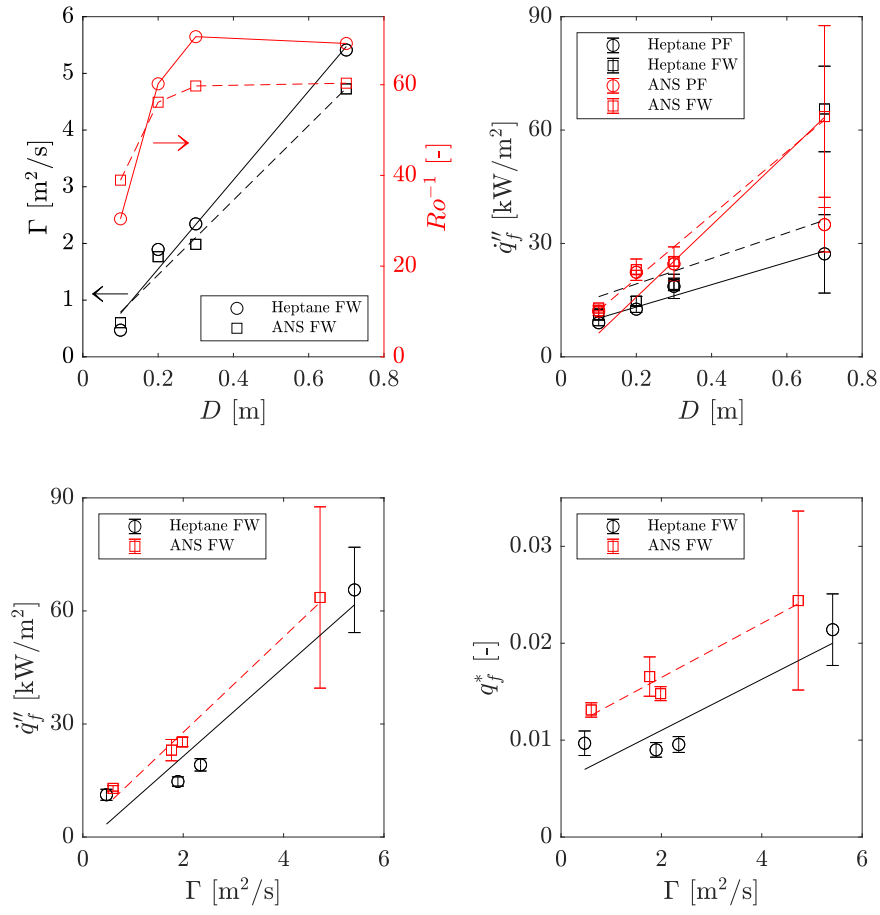 6
5
4
3
2
1
0
Γ [m²/s]
60
40
20
0
Ro⁻¹ [-]
Heptane FW
ANS FW
0 0.2 0.4 0.6 0.8
D [m]
90
60
30
0
q̇″_f [kW/m²]
Heptane PF
Heptane FW
ANS PF
ANS FW
0 0.2 0.4 0.6 0.8
D [m]
90
60
30
0
q̇″_f [kW/m²]
Heptane FW
ANS FW
0 2 4 6
Γ [m²/s]
0.03
0.02
0.01
0
q*_f [-]
Heptane FW
ANS FW
0 2 4 6
Γ [m²/s]